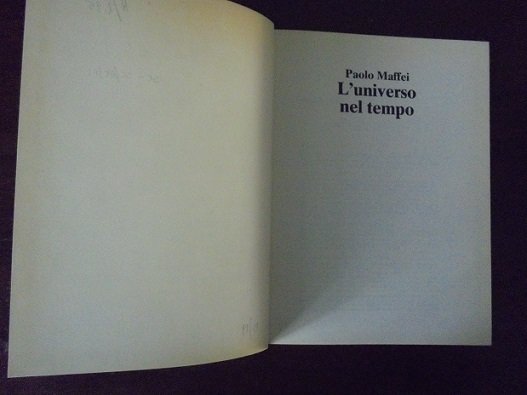 Paolo Maffei
L'universo
nel tempo